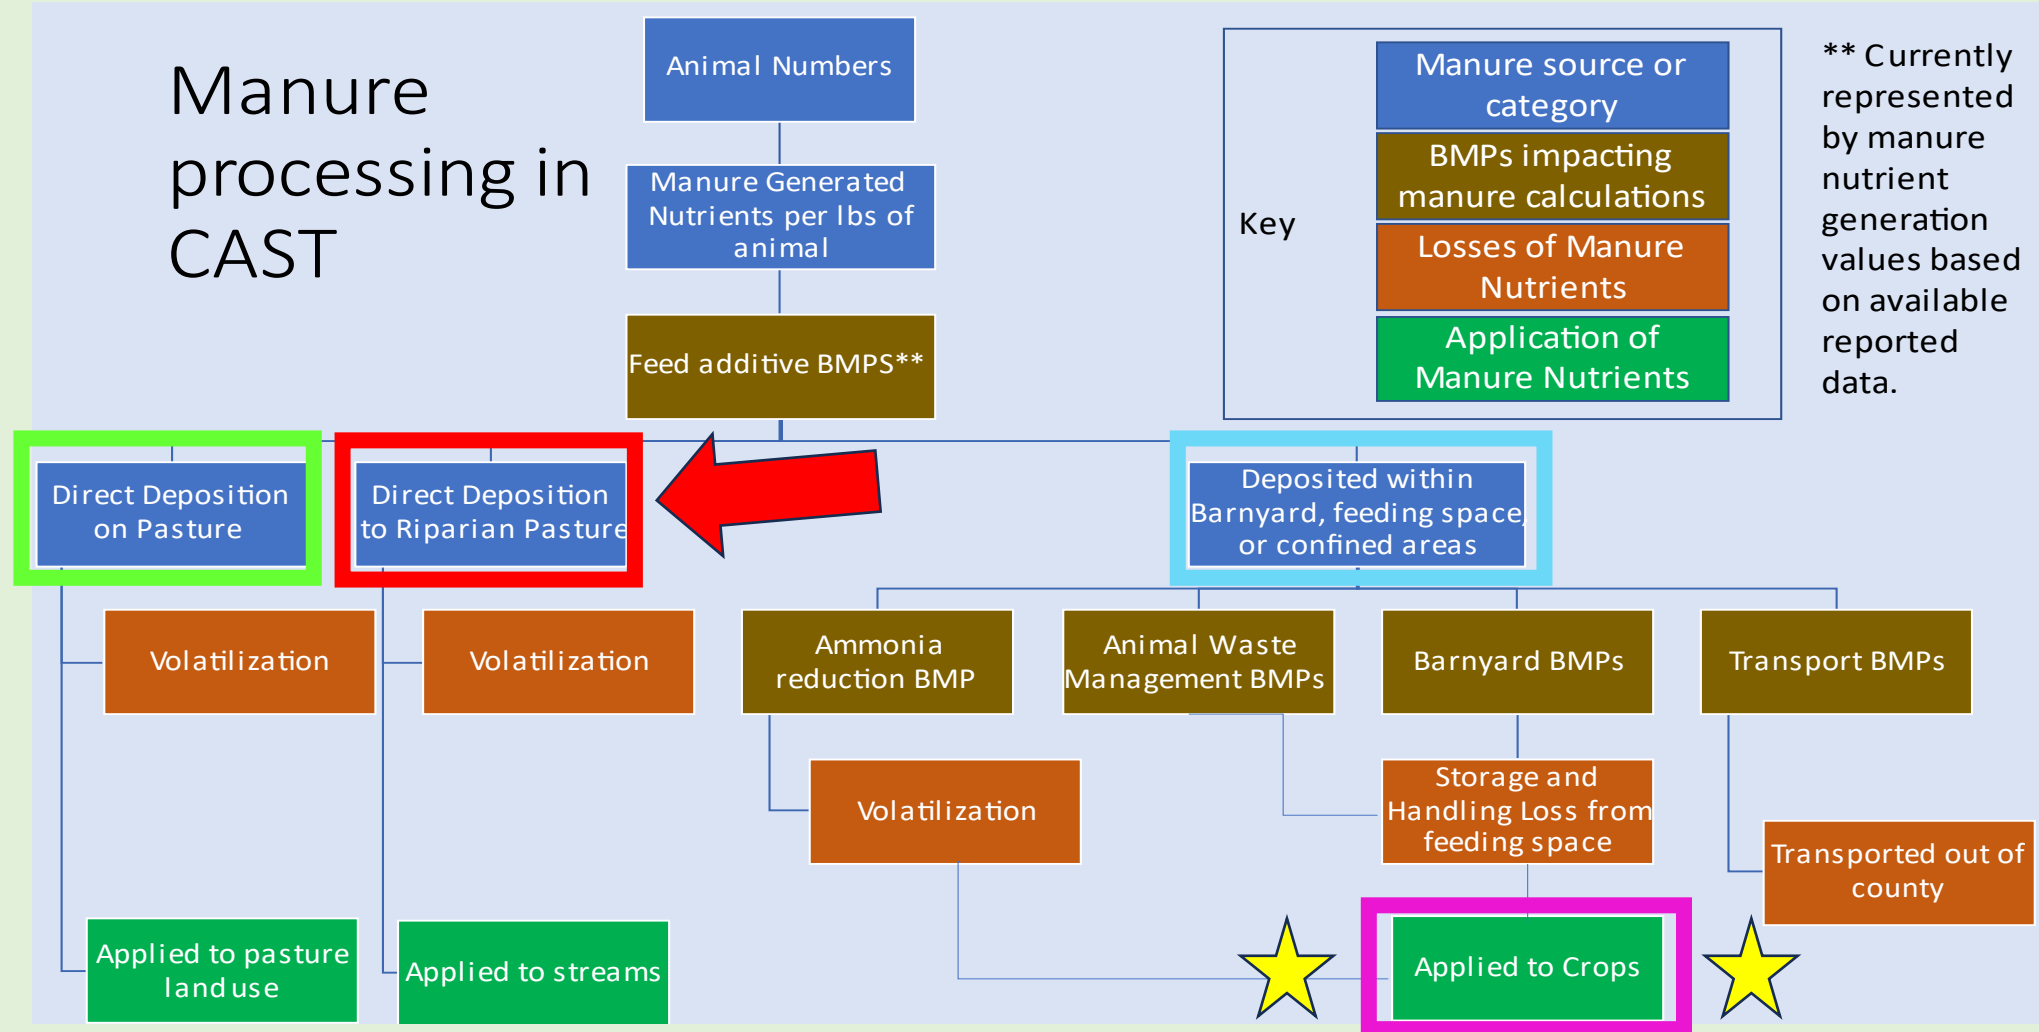 Manure
processing in
CAST
Animal Numbers
Manure Generated
Nutrients per lbs of
animal
Feed additive BMPS**
Key
Manure source or
category
BMPs impacting
manure calculations
Losses of Manure
Nutrients
Application of
Manure Nutrients
** Currently
represented
by manure
nutrient
generation
values based
on available
reported
data.
Direct Deposition
on Pasture
Direct Deposition
to Riparian Pasture
Deposited within
Barnyard, feeding space,
or confined areas
Volatilization
Volatilization
Ammonia
reduction BMP
Animal Waste
Management BMPs
Barnyard BMPs
Transport BMPs
Volatilization
Storage and
Handling Loss from
feeding space
Transported out of
county
Applied to pasture
land use
Applied to streams
Applied to Crops